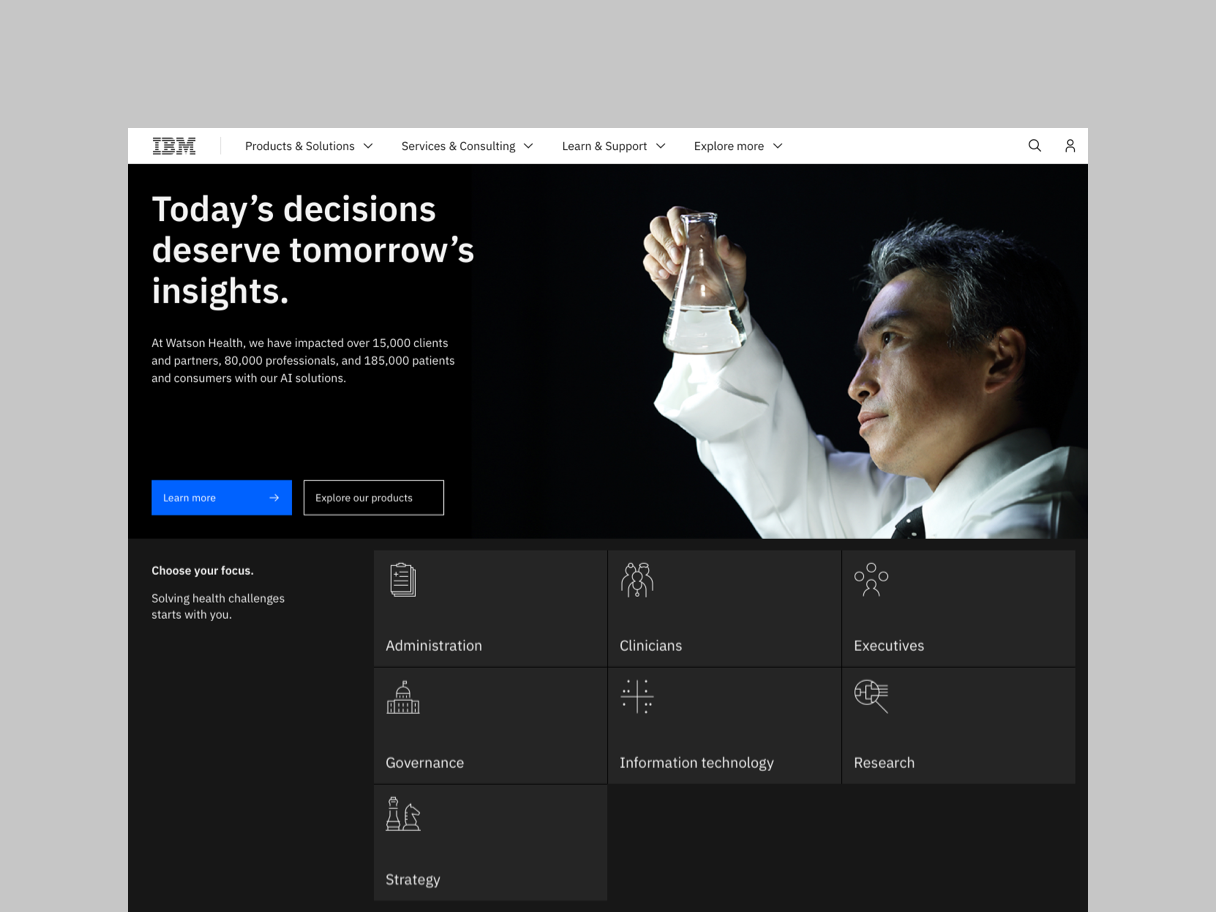 IBM
Products & Solutions
Services & Consulting
Learn & Support
Explore more
Today’s decisions
deserve tomorrow’s
insights.
At Watson Health, we have impacted over 15,000 clients
and partners, 80,000 professionals, and 185,000 patients
and consumers with our AI solutions.
Learn more
Explore our products
Choose your focus.
Solving health challenges
starts with you.
Administration
Clinicians
Executives
Governance
Information technology
Research
Strategy